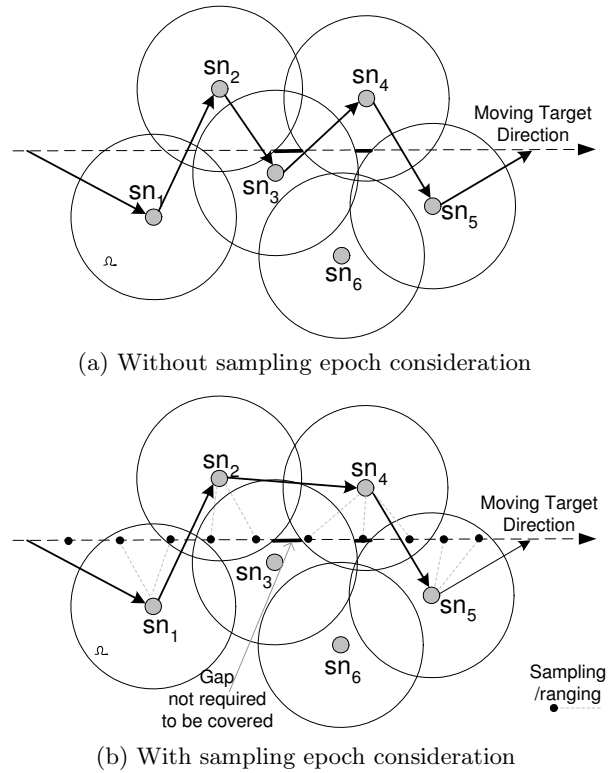 sn2
sn4
Moving Target
Direction
sn1
sn3
sn5
sn6
Ω
(a) Without sampling epoch consideration
sn2
sn4
Moving Target
Direction
sn3
sn1
sn5
sn6
Ω
Gap
not required
to be covered
Sampling
/ranging
(b) With sampling epoch consideration